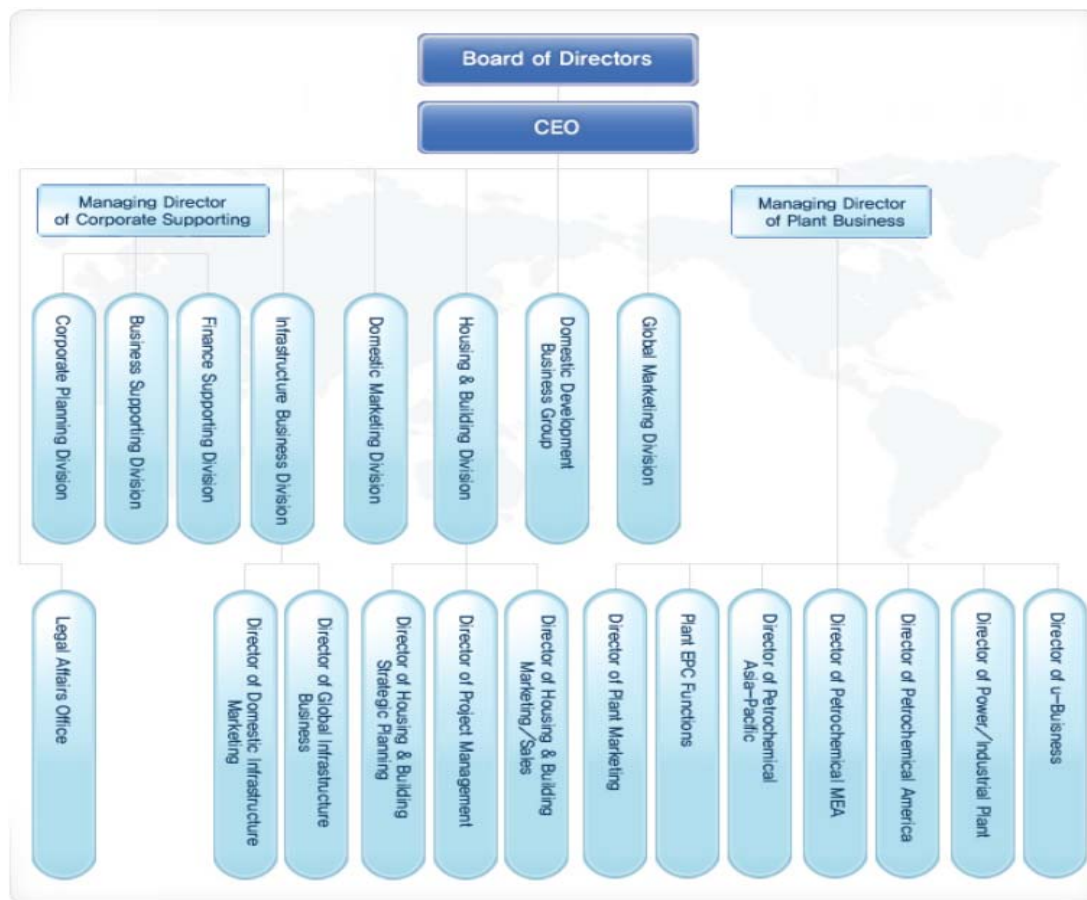 Board of Directors
CEO
Managing Director
of Corporate Supporting
Managing Director
of Plant Business
Corporate Planning Division
Business Supporting Division
Finance Supporting Division
Infrastructure Business Division
Domestic Marketing Division
Housing & Building Division
Domestic Development
Business Group
Global Marketing Division
Legal Affairs Office
Director of Domestic Infrastructure
Marketing
Director of Global Infrastructure
Business
Director of Housing & Building
Strategic Planning
Director of Project Management
Director of Housing & Building
Marketing/Sales
Director of Plant Marketing
Plant EPC Functions
Director of Petrochemical
Asia-Pacific
Director of Petrochemical MEA
Director of Petrochemical America
Director of Power/Industrial Plant
Director of u-Buisness